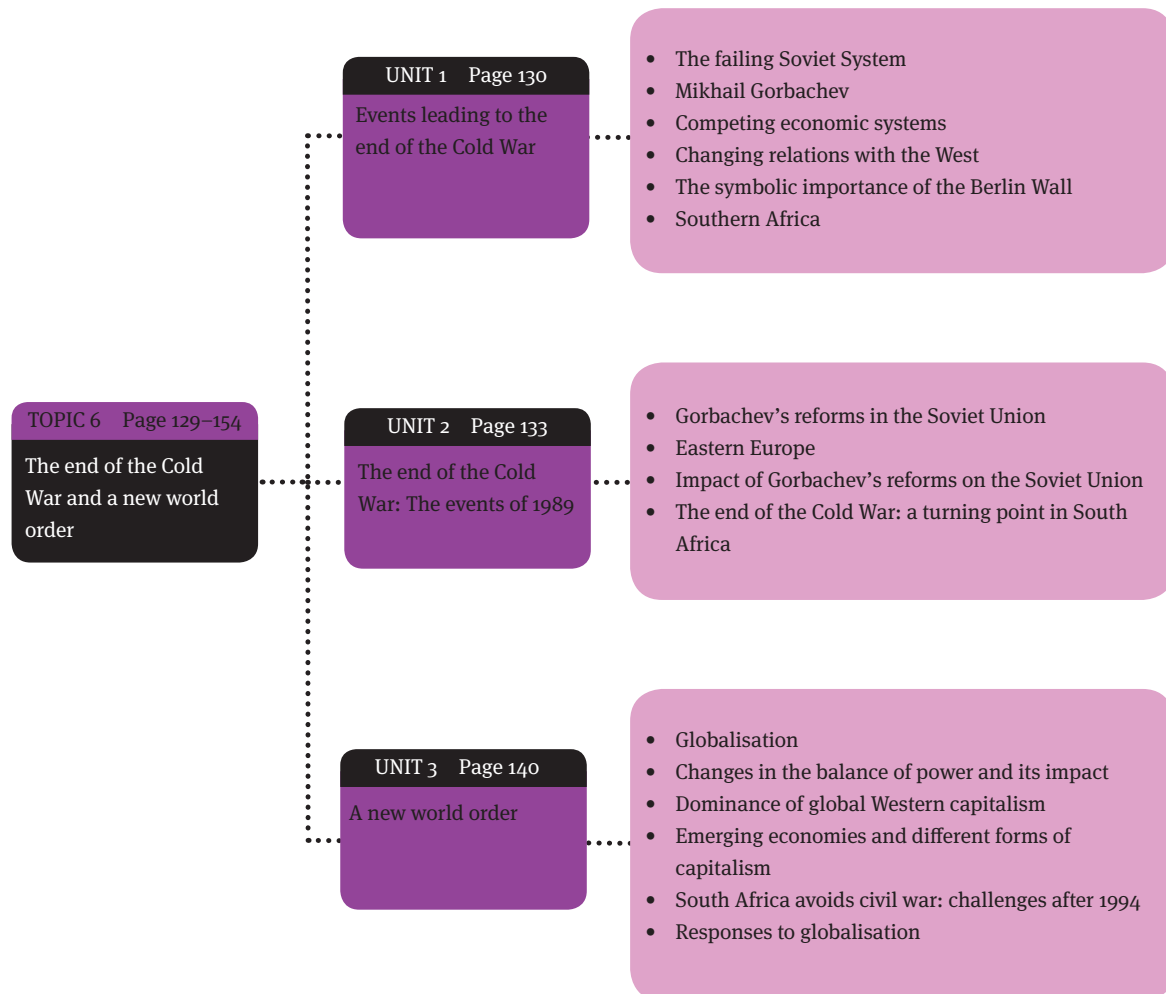 TOPIC 6 Page 129–154
The end of the Cold
War and a new world
order
UNIT 1 Page 130
Events leading to the
end of the Cold War
• The failing Soviet System
• Mikhail Gorbachev
• Competing economic systems
• Changing relations with the West
• The symbolic importance of the Berlin Wall
• Southern Africa
UNIT 2 Page 133
The end of the Cold
War: The events of 1989
• Gorbachev’s reforms in the Soviet Union
• Eastern Europe
• Impact of Gorbachev’s reforms on the Soviet Union
• The end of the Cold War: a turning point in South
Africa
UNIT 3 Page 140
A new world order
• Globalisation
• Changes in the balance of power and its impact
• Dominance of global Western capitalism
• Emerging economies and different forms of
capitalism
• South Africa avoids civil war: challenges after 1994
• Responses to globalisation